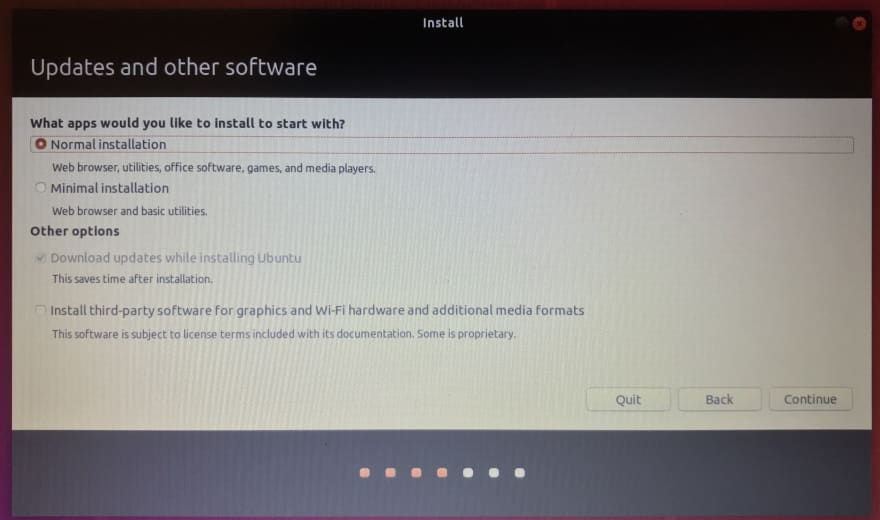 Install
Updates and other software
What apps would you like to install to start with?
Normal installation
Web browser, utilities, office software, games, and media players.
Minimal installation
Web browser and basic utilities.
Other options
Download updates while installing Ubuntu
This saves time after installation.
Install third-party software for graphics and Wi-Fi hardware and additional media formats
This software is subject to license terms included with its documentation. Some is proprietary.
Quit Back Continue